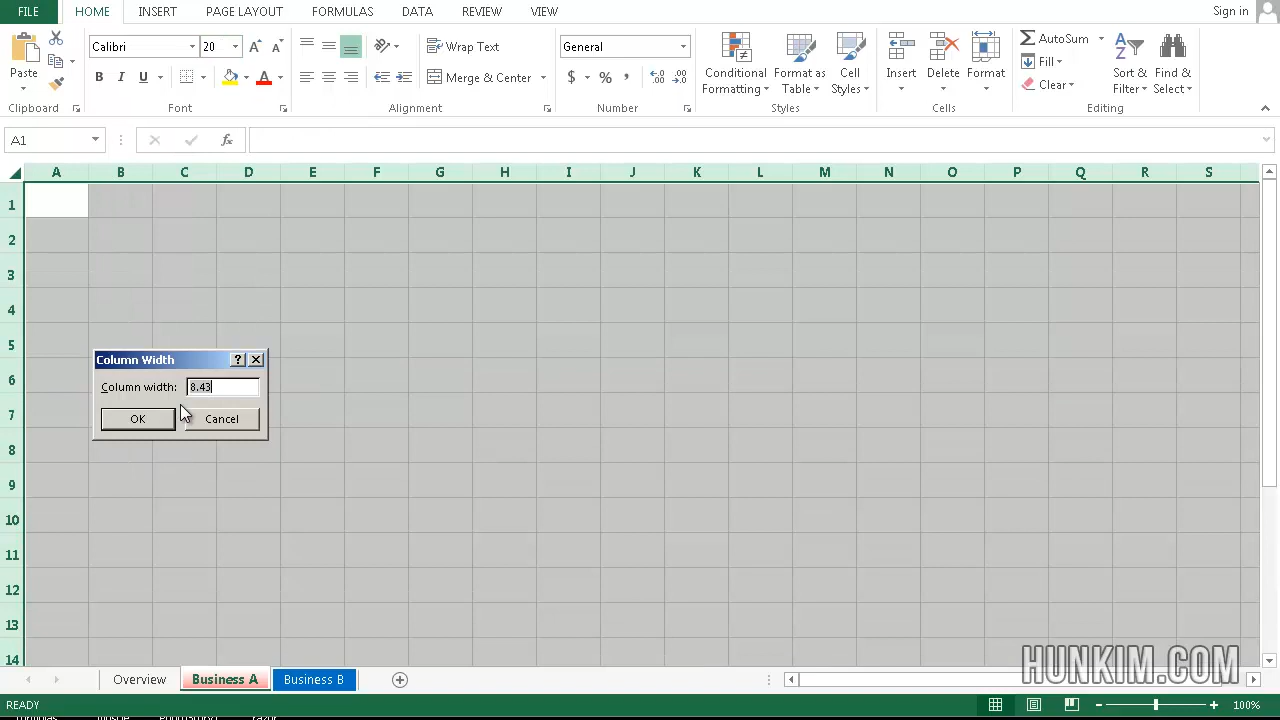 FILE HOME INSERT PAGE LAYOUT FORMULAS DATA REVIEW VIEW Sign in
Calibri 20 A A Wrap Text General AutoSum
Paste Conditional Format as Cell Insert Delete Format Fill Sort & Find &
B I U A Merge & Center $ % , Formatting Table Styles Clear Filter Select
Clipboard Font Alignment Number Styles Cells Editing
A1 fx
A B C D E F G H I J K L M N O P Q R S
1
2
3
4
5
6
7
8
9
10
11
12
13
14
Column Width ?
Column width: 8.43
OK Cancel
HUNKIM.COM
Overview Business A Business B
READY 100%